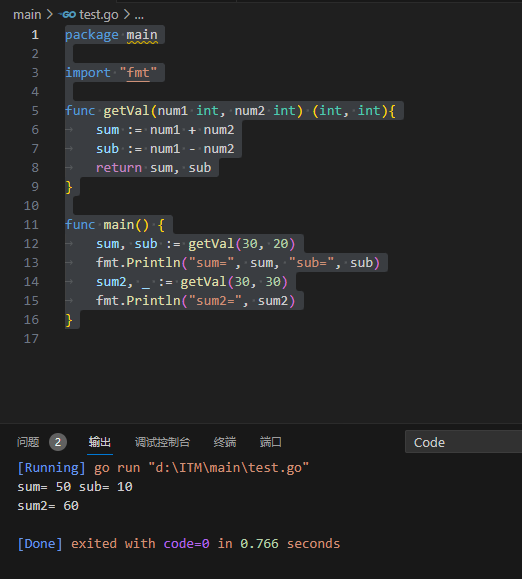 main > test.go > ...
1 package main
2
3 import "fmt"
4
5 func getVal(num1 int, num2 int) (int, int){
6 sum := num1 + num2
7 sub := num1 - num2
8 return sum, sub
9 }
10
11 func main() {
12 sum, sub := getVal(30, 20)
13 fmt.Println("sum=", sum, "sub=", sub)
14 sum2, _ := getVal(30, 30)
15 fmt.Println("sum2=", sum2)
16 }
17
问题 2 输出 调试控制台 终端 端口 Code
[Running] go run "d:\ITM\main\test.go"
sum= 50 sub= 10
sum2= 60
[Done] exited with code=0 in 0.766 seconds